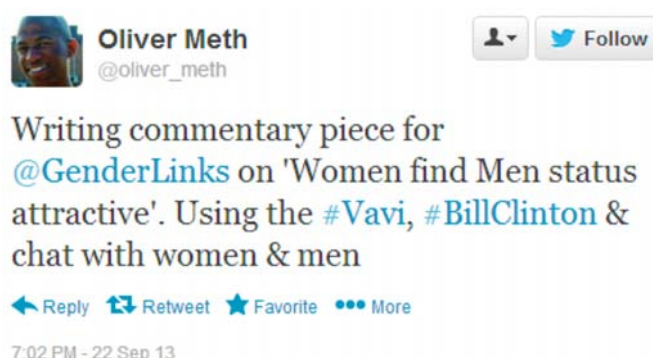 Oliver Meth
@oliver_meth
Follow
Writing commentary piece for
@GenderLinks on 'Women find Men status
attractive'. Using the #Vavi, #BillClinton &
chat with women & men
Reply Retweet Favorite More
7:02 PM - 22 Sep 13